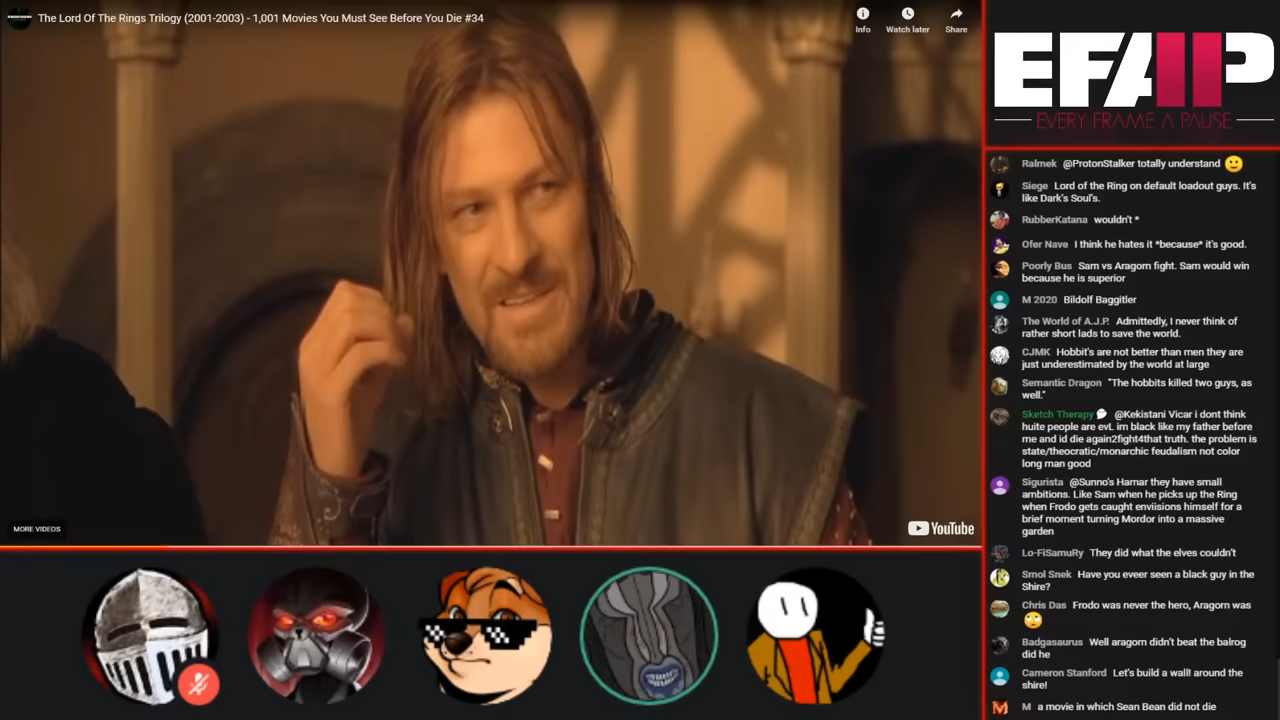 The Lord Of The Rings Trilogy (2001-2003) - 1,001 Movies You Must See Before You Die #34
Info
Watch later
Share
MORE VIDEOS
YouTube
EFAP
EVERY FRAME A PAUSE
Ralmek @ProtonStalker totally understand 🙂
Siege Lord of the Ring on default loadout guys. It's
like Dark's Soul's.
RubberKatana wouldn't *
Ofer Nave I think he hates it *because* it's good.
Poorly Bus Sam vs Aragorn fight. Sam would win
because he is superior
M 2020 Bildolf Baggitler
The World of A.J.P. Admittedly, I never think of
rather short lads to save the world.
CJMK Hobbit's are not better than men they are
just underestimated by the world at large
Semantic Dragon "The hobbits killed two guys, as
well."
Sketch Therapy @Kekistani Vicar i dont think
huite people are evL im black like my father before
me and id die again2fight4that truth. the problem is
state/theocratic/monarchic feudalism not color
long man good
Sigurista @Sunno's Hamar they have small
ambitions. Like Sam when he picks up the Ring
when Frodo gets caught enviisions himself for a
brief moment turning Mordor into a massive
garden
Lo-FiSamuRy They did what the elves couldn't
Smol Snek Have you eveer seen a black guy in the
Shire?
Chris Das Frodo was never the hero, Aragorn was
🙄
Badgasaurus Well aragorn didn't beat the balrog
did he
Cameron Stanford Let's build a wall! around the
shire!
M a movie in which Sean Bean did not die